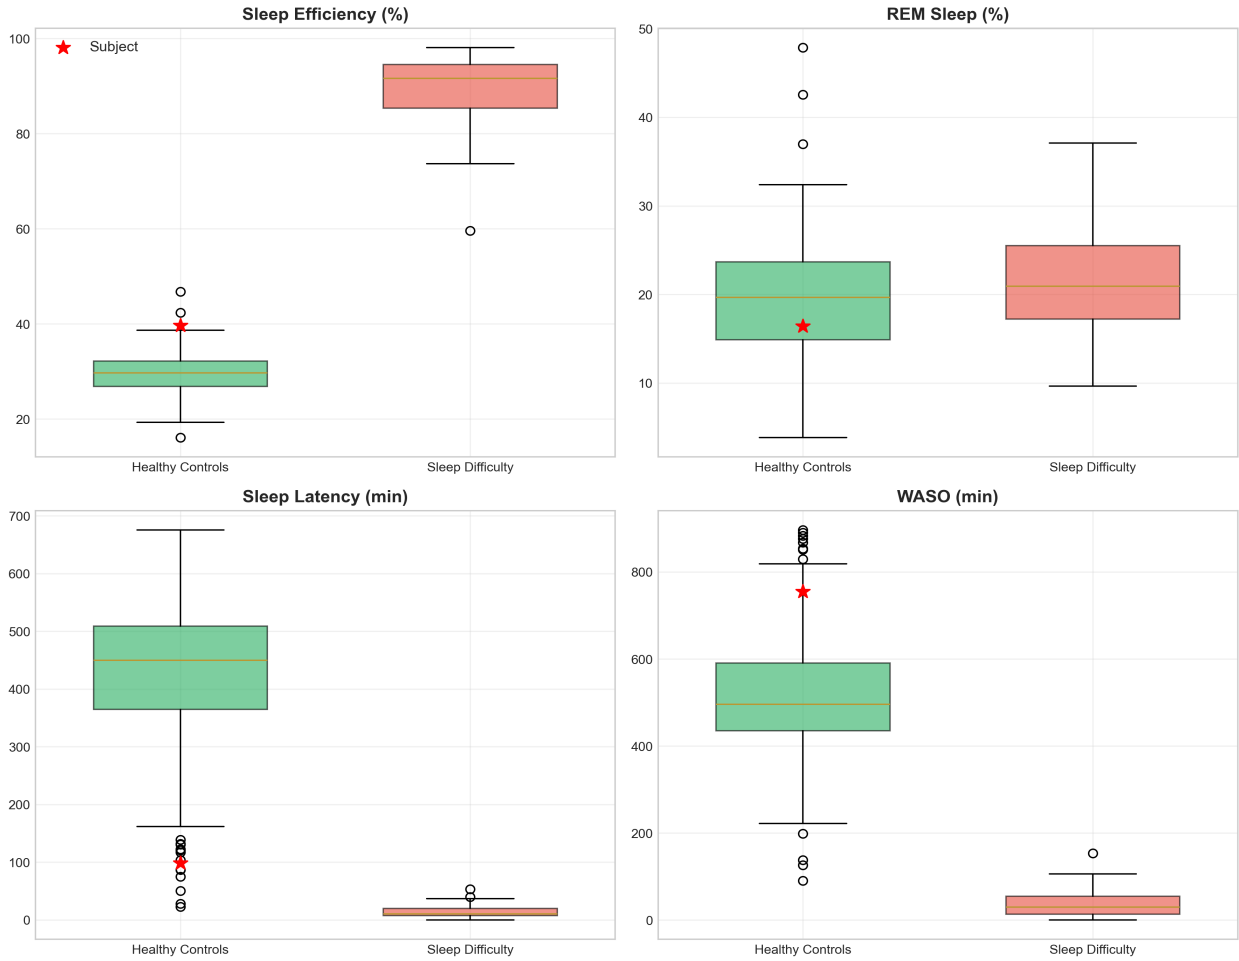 Sleep Efficiency (%)
100
80
60
40
20
Subject
Healthy Controls
Sleep Difficulty
REM Sleep (%)
50
40
30
20
10
Healthy Controls
Sleep Difficulty
Sleep Latency (min)
700
600
500
400
300
200
100
0
Healthy Controls
Sleep Difficulty
WASO (min)
800
600
400
200
0
Healthy Controls
Sleep Difficulty